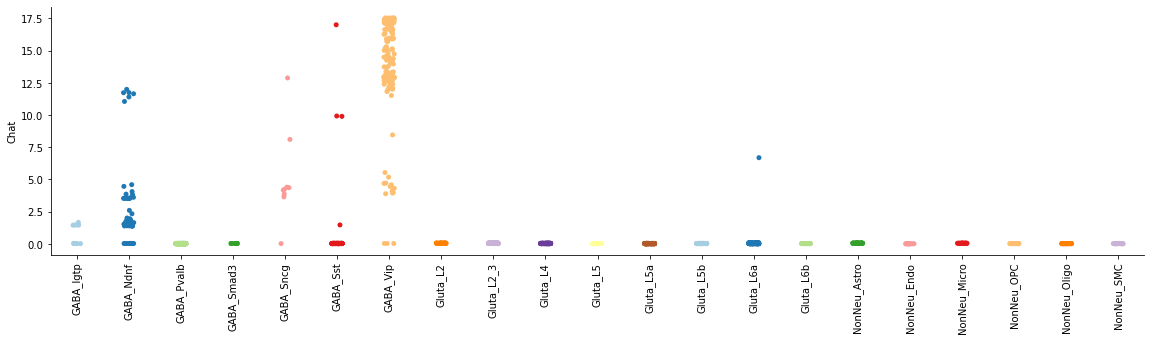 17.5
15.0
12.5
10.0
7.5
5.0
2.5
0.0
Chat
GABA_Igtp
GABA_Ndnf
GABA_Pvalb
GABA_Smad3
GABA_Sncg
GABA_Sst
GABA_Vip
Gluta_L2
Gluta_L2_3
Gluta_L4
Gluta_L5
Gluta_L5a
Gluta_L5b
Gluta_L6a
Gluta_L6b
NonNeu_Astro
NonNeu_Endo
NonNeu_Micro
NonNeu_OPC
NonNeu_Oligo
NonNeu_SMC